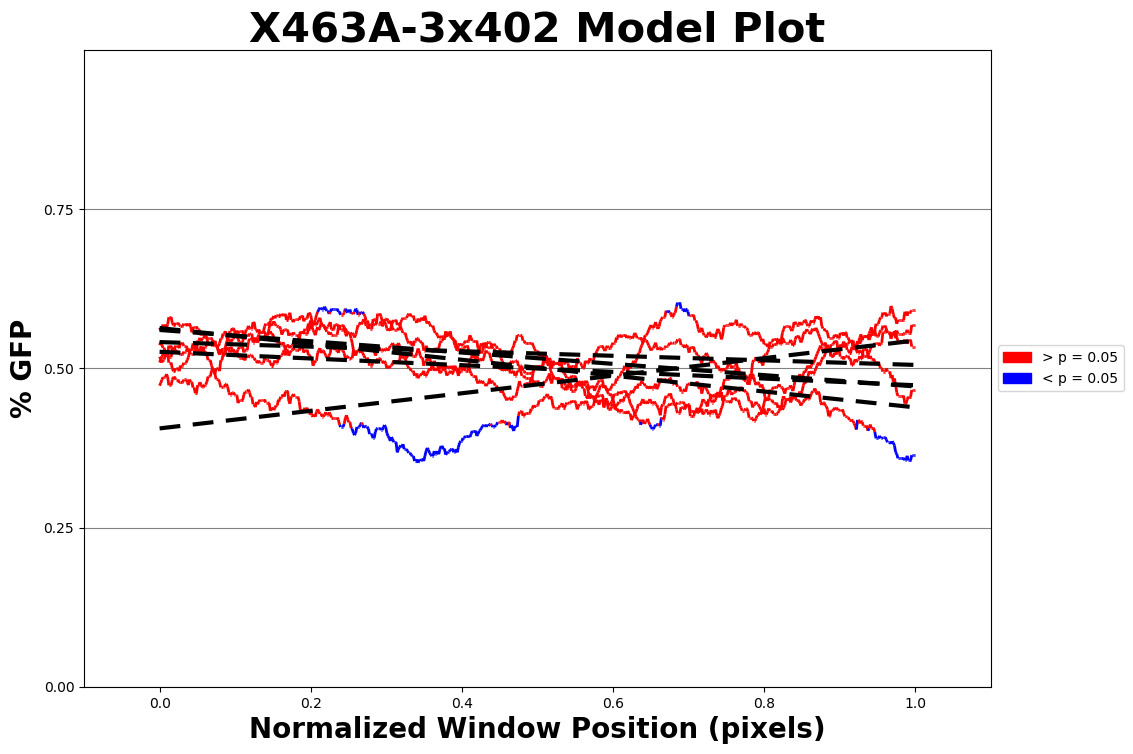 X463A-3x402 Model Plot
% GFP
0.75
0.50
0.25
0.00
0.0 0.2 0.4 0.6 0.8 1.0
Normalized Window Position (pixels)
> p = 0.05
< p = 0.05